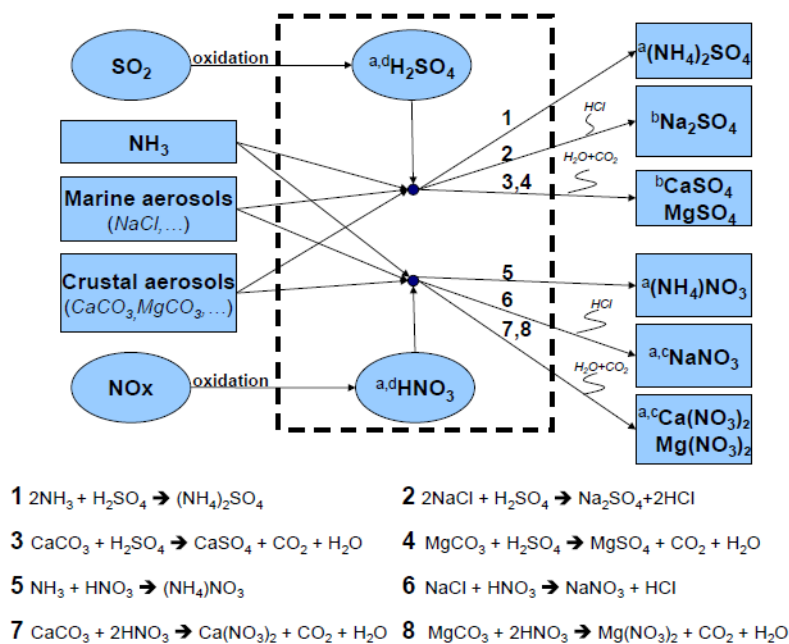 SO₂
oxidation
a,dH₂SO₄
a(NH₄)₂SO₄
1
HCl
NH₃
2
bNa₂SO₄
H₂O+CO₂
Marine aerosols
(NaCl,...)
3,4
bCaSO₄
MgSO₄
Crustal aerosols
(CaCO₃,MgCO₃,...)
5
a(NH₄)NO₃
6
HCl
7,8
a,cNaNO₃
NOx
oxidation
a,dHNO₃
H₂O+CO₂
a,cCa(NO₃)₂
Mg(NO₃)₂
1 2NH₃ + H₂SO₄ ➔ (NH₄)₂SO₄
2 2NaCl + H₂SO₄ ➔ Na₂SO₄+2HCl
3 CaCO₃ + H₂SO₄ ➔ CaSO₄ + CO₂ + H₂O
4 MgCO₃ + H₂SO₄ ➔ MgSO₄ + CO₂ + H₂O
5 NH₃ + HNO₃ ➔ (NH₄)NO₃
6 NaCl + HNO₃ ➔ NaNO₃ + HCl
7 CaCO₃ + 2HNO₃ ➔ Ca(NO₃)₂ + CO₂ + H₂O
8 MgCO₃ + 2HNO₃ ➔ Mg(NO₃)₂ + CO₂ + H₂O